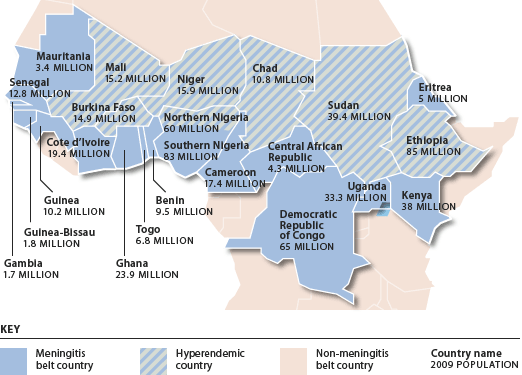 Mauritania
3.4 MILLION
Mali
15.2 MILLION
Niger
15.9 MILLION
Chad
10.8 MILLION
Senegal
12.8 MILLION
Eritrea
5 MILLION
Burkina Faso
14.9 MILLION
Sudan
39.4 MILLION
Northern Nigeria
60 MILLION
Cote d'Ivoire
19.4 MILLION
Southern Nigeria
83 MILLION
Central African
Republic
4.3 MILLION
Ethiopia
85 MILLION
Cameroon
17.4 MILLION
Uganda
33.3 MILLION
Kenya
38 MILLION
Guinea
10.2 MILLION
Benin
9.5 MILLION
Democratic
Republic
of Congo
65 MILLION
Guinea-Bissau
1.8 MILLION
Togo
6.8 MILLION
Gambia
1.7 MILLION
Ghana
23.9 MILLION
KEY
Meningitis
belt country
Hyperendemic
country
Non-meningitis
belt country
Country name
2009 POPULATION